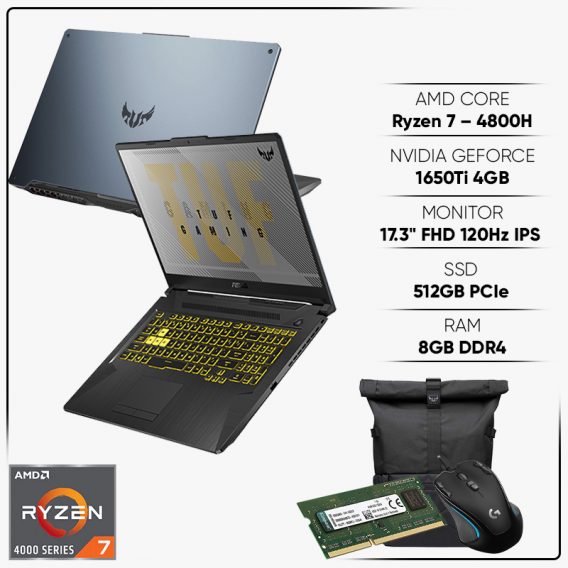 AMD CORE
Ryzen 7 – 4800H
NVIDIA GEFORCE
1650Ti 4GB
MONITOR
17.3" FHD 120Hz IPS
SSD
512GB PCIe
RAM
8GB DDR4
TUF
GAMING
AMD
RYZEN
4000 SERIES 7
Kingston
G